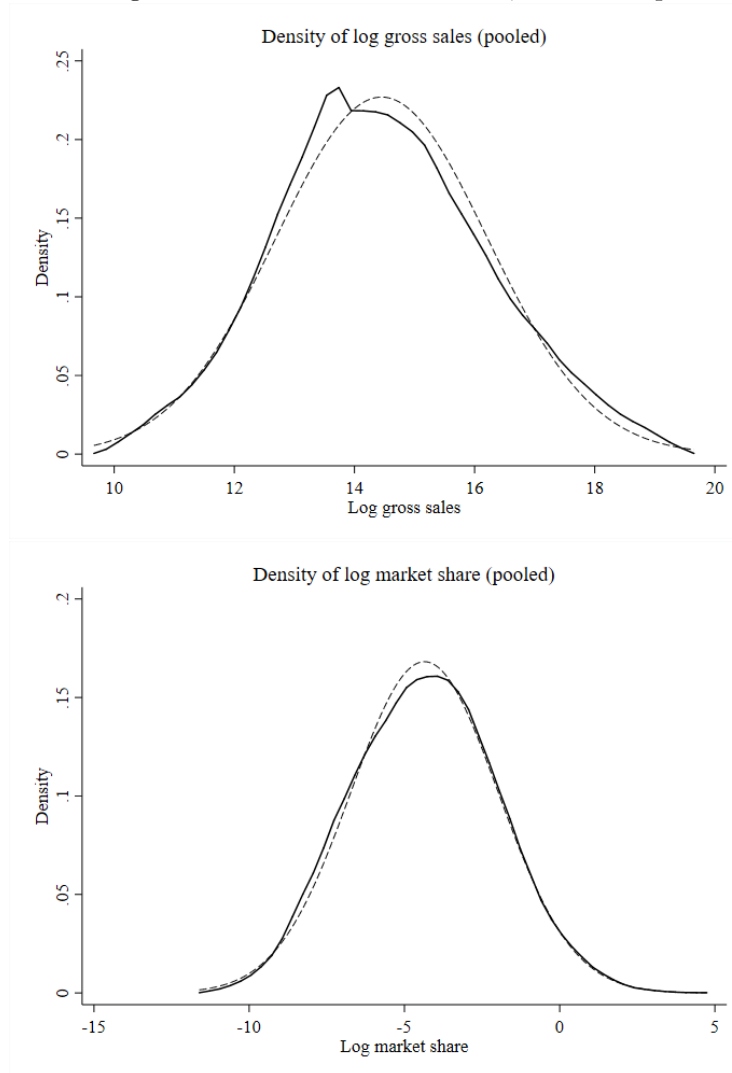 Density of log gross sales (pooled)
.25
.2
.15
.1
.05
0
Density
10 12 14 16 18 20
Log gross sales
Density of log market share (pooled)
.2
.15
.1
.05
0
Density
-15 -10 -5 0 5
Log market share